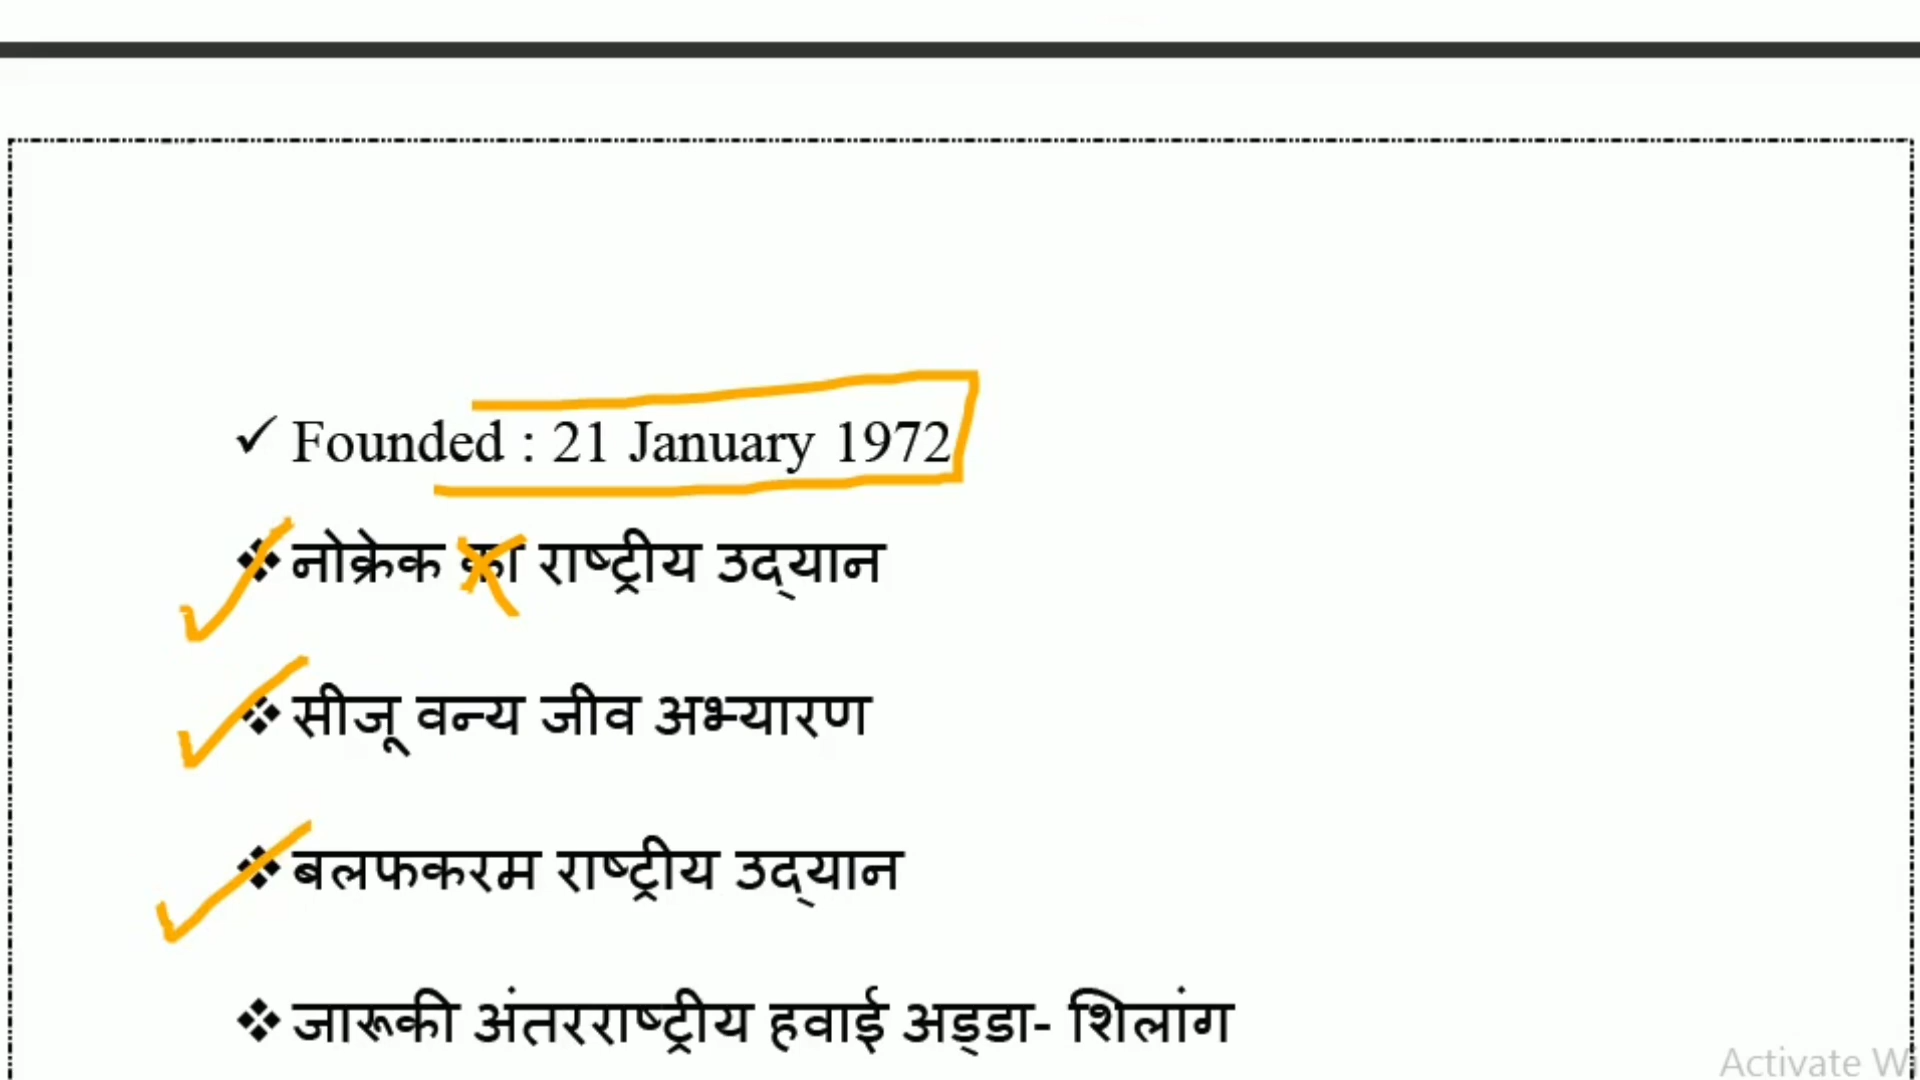 ✓ Founded : 21 January 1972
❖ नोक्रेक का राष्ट्रीय उद्यान
❖ सीजू वन्य जीव अभ्यारण
❖ बलफकरम राष्ट्रीय उद्यान
❖ जारूकी अंतरराष्ट्रीय हवाई अड्डा- शिलांग
Activate W